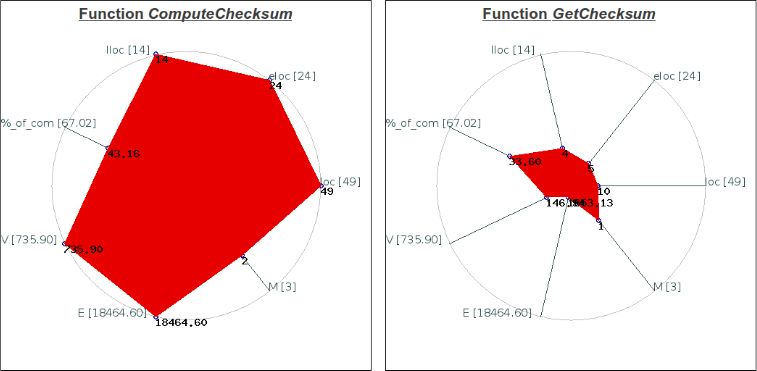 Function ComputeChecksum
lloc [14]
14
eloc [24]
24
%_of_com [67.02]
43.16
loc [49]
49
V [735.90]
735.90
2
M [3]
E [18464.60]
18464.60
Function GetChecksum
lloc [14]
eloc [24]
%_of_com [67.02]
4
33.60
5
loc [49]
10
1
V [735.90]
M [3]
E [18464.60]